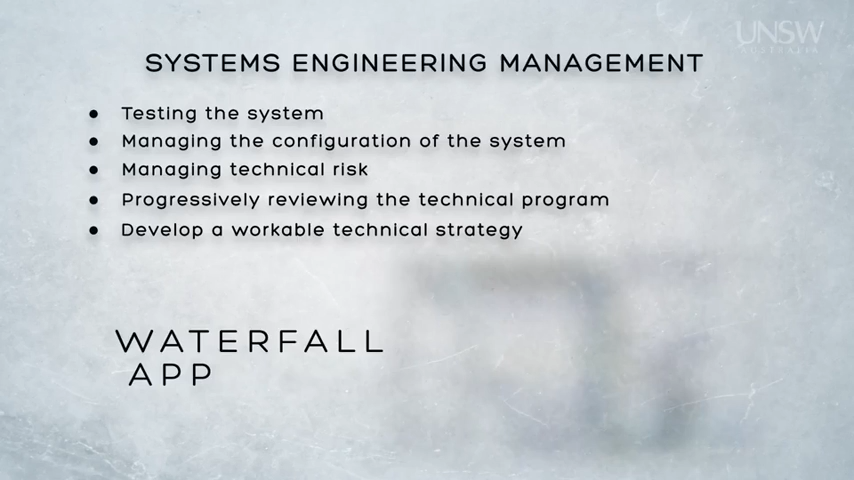 UNSW
AUSTRALIA
SYSTEMS ENGINEERING MANAGEMENT
● Testing the system
● Managing the configuration of the system
● Managing technical risk
● Progressively reviewing the technical program
● Develop a workable technical strategy
WATERFALL
APP